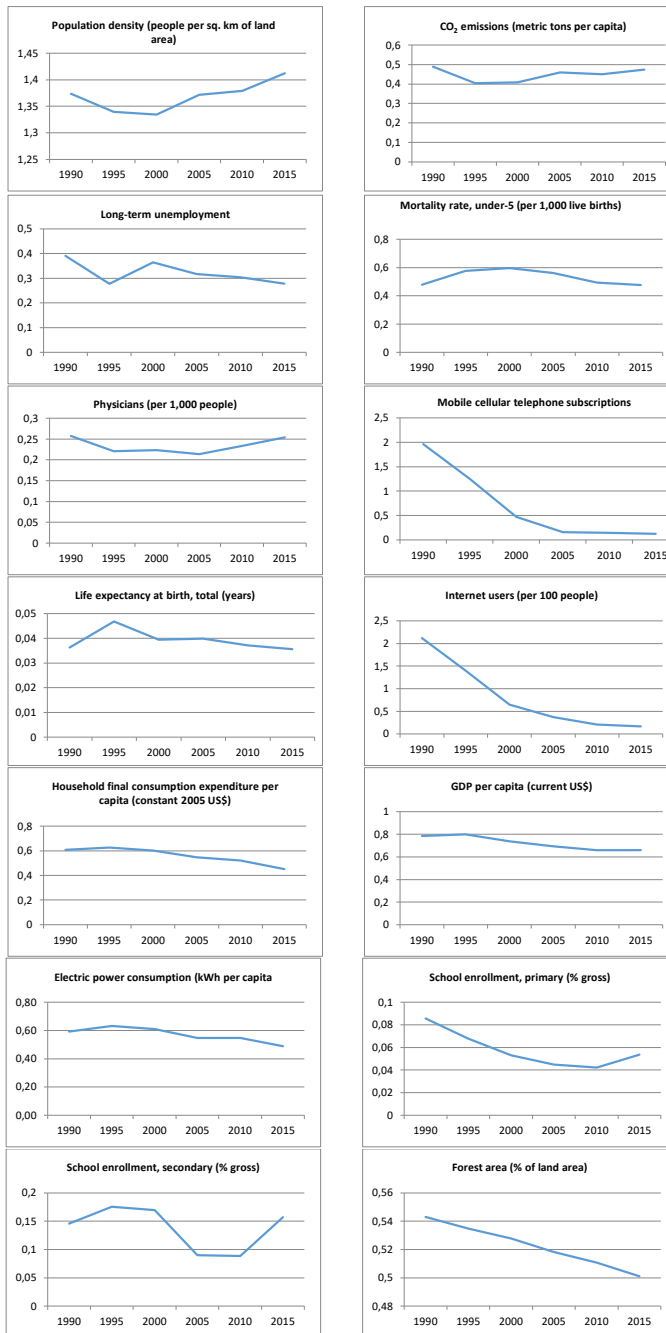 Population density (people per sq. km of land
area)
1,45
1,4
1,35
1,3
1,25
1990 1995 2000 2005 2010 2015
CO2 emissions (metric tons per capita)
0,6
0,5
0,4
0,3
0,2
0,1
0
1990 1995 2000 2005 2010 2015
Long-term unemployment
0,5
0,4
0,3
0,2
0,1
0
1990 1995 2000 2005 2010 2015
Mortality rate, under-5 (per 1,000 live births)
0,8
0,6
0,4
0,2
0
1990 1995 2000 2005 2010 2015
Physicians (per 1,000 people)
0,3
0,25
0,2
0,15
0,1
0,05
0
1990 1995 2000 2005 2010 2015
Mobile cellular telephone subscriptions
2,5
2
1,5
1
0,5
0
1990 1995 2000 2005 2010 2015
Life expectancy at birth, total (years)
0,05
0,04
0,03
0,02
0,01
0
1990 1995 2000 2005 2010 2015
Internet users (per 100 people)
2,5
2
1,5
1
0,5
0
1990 1995 2000 2005 2010 2015
Household final consumption expenditure per
capita (constant 2005 US$)
0,8
0,6
0,4
0,2
0
1990 1995 2000 2005 2010 2015
GDP per capita (current US$)
1
0,8
0,6
0,4
0,2
0
1990 1995 2000 2005 2010 2015
Electric power consumption (kWh per capita
0,80
0,60
0,40
0,20
0,00
1990 1995 2000 2005 2010 2015
School enrollment, primary (% gross)
0,1
0,08
0,06
0,04
0,02
0
1990 1995 2000 2005 2010 2015
School enrollment, secondary (% gross)
0,2
0,15
0,1
0,05
0
1990 1995 2000 2005 2010 2015
Forest area (% of land area)
0,56
0,54
0,52
0,5
0,48
1990 1995 2000 2005 2010 2015